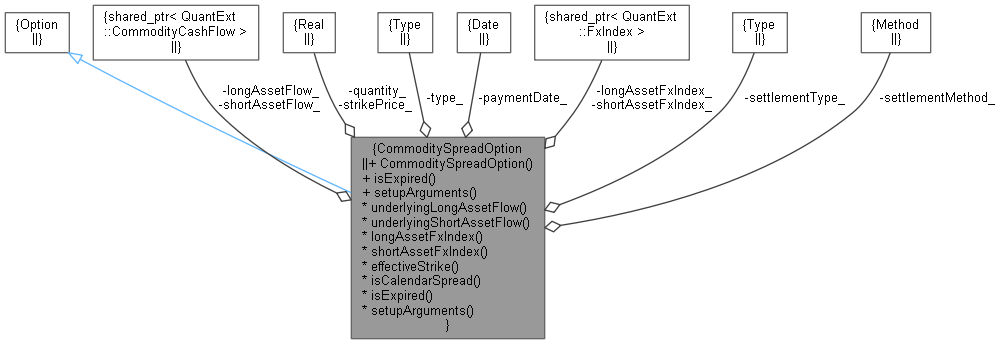 {Option
||}
{shared_ptr< QuantExt
::CommodityCashFlow >
||}
{Real
||}
{Type
||}
{Date
||}
{shared_ptr< QuantExt
::FxIndex >
||}
{Type
||}
{Method
||}
-longAssetFlow_
-shortAssetFlow_
-quantity_
-strikePrice_
-type_
-paymentDate_
-longAssetFxIndex_
-shortAssetFxIndex_
-settlementType_
-settlementMethod_
{CommoditySpreadOption
||+ CommoditySpreadOption()
+ isExpired()
+ setupArguments()
* underlyingLongAssetFlow()
* underlyingShortAssetFlow()
* longAssetFxIndex()
* shortAssetFxIndex()
* effectiveStrike()
* isCalendarSpread()
* isExpired()
* setupArguments()
}